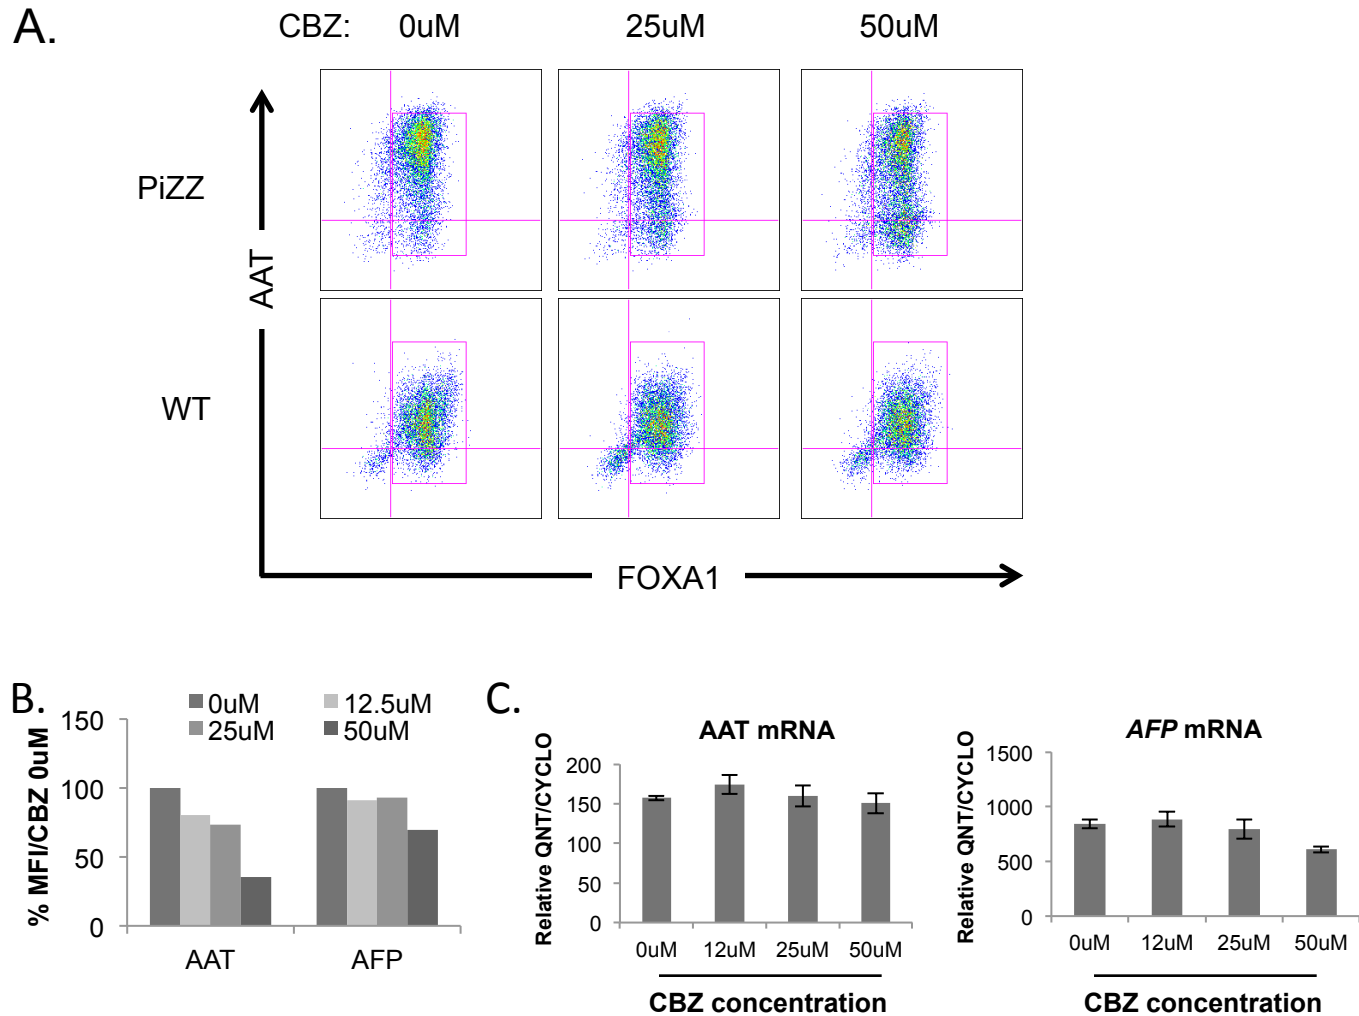 A.
CBZ: 0uM 25uM 50uM
PiZZ
AAT
WT
FOXA1
B.
0uM 12.5uM
25uM 50uM
% MFI/CBZ 0uM
150
100
50
0
AAT AFP
C.
AAT mRNA
Relative QNT/CYCLO
200
150
100
50
0
0uM 12uM 25uM 50uM
CBZ concentration
AFP mRNA
Relative QNT/CYCLO
1500
1000
500
0
0uM 12uM 25uM 50uM
CBZ concentration